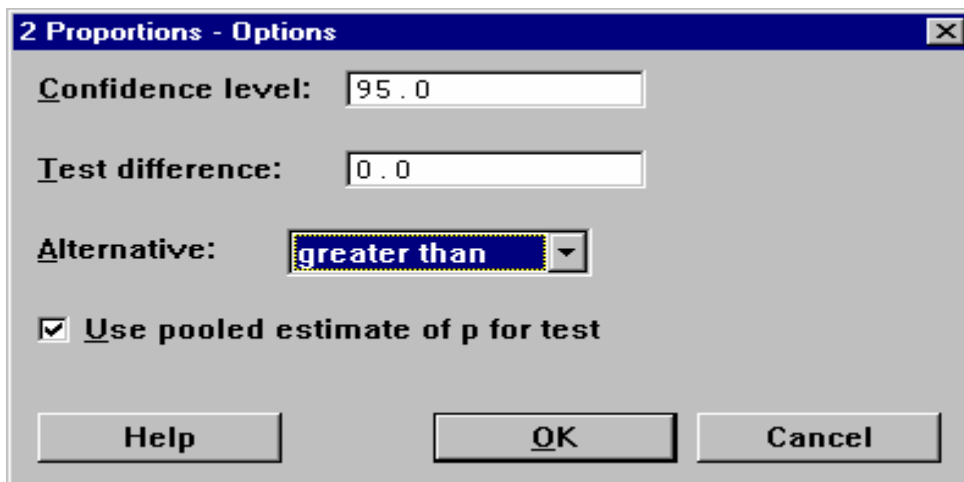 2 Proportions - Options
Confidence level: 95.0
Test difference: 0.0
Alternative: greater than
Use pooled estimate of p for test
Help OK Cancel